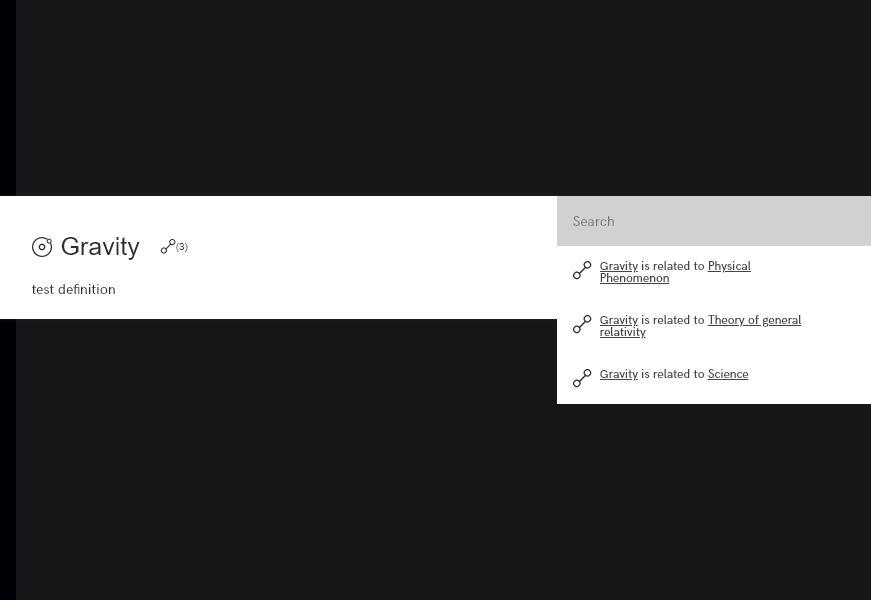 Gravity (3)
test definition
Search
Gravity is related to Physical
Phenomenon
Gravity is related to Theory of general
relativity
Gravity is related to Science